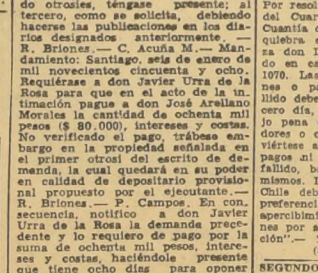 do otrosíes, téngase presente; al
tercero, como se solicita, debiendo
hacerse las publicaciones en los dia-
rios designados anteriormente. —
R. Briones. — C. Acuña M. — Man-
damiento: Santiago, seis de enero de
mil novecientos cincuenta y ocho.
Requiérase a don Javier Urra de la
Rosa para que en el acto de la in-
timación pague a don José Arellano
Morales la cantidad de ochenta mil
pesos ($ 80.000), intereses y costas.
No verificado el pago, trábese em-
bargo en la propiedad señalada en
el primer otrosí del escrito de de-
manda, la cual quedará en su poder
en calidad de depositario provisio-
nal propuesto por el ejecutante.—
R. Briones.— P. Campos. En con-
secuencia, notifico a don Javier
Urra de la Rosa la demanda prece-
dente y lo requiero de pago por la
suma de ochenta mil pesos, intere-
ses y costas, haciéndole presente
que tiene ocho días para oponer
Por resol
del Cuar
Cuantía d
quiebra
za don I
do en ca
1070. Las
nes pa
llido debe
cero día,
jo pena
dores o
viértese a
pagos ni
fallido, b
mismos. I
Chile deb
preferenci
apercibimi
nes por a
ción".—
SEGUNDO